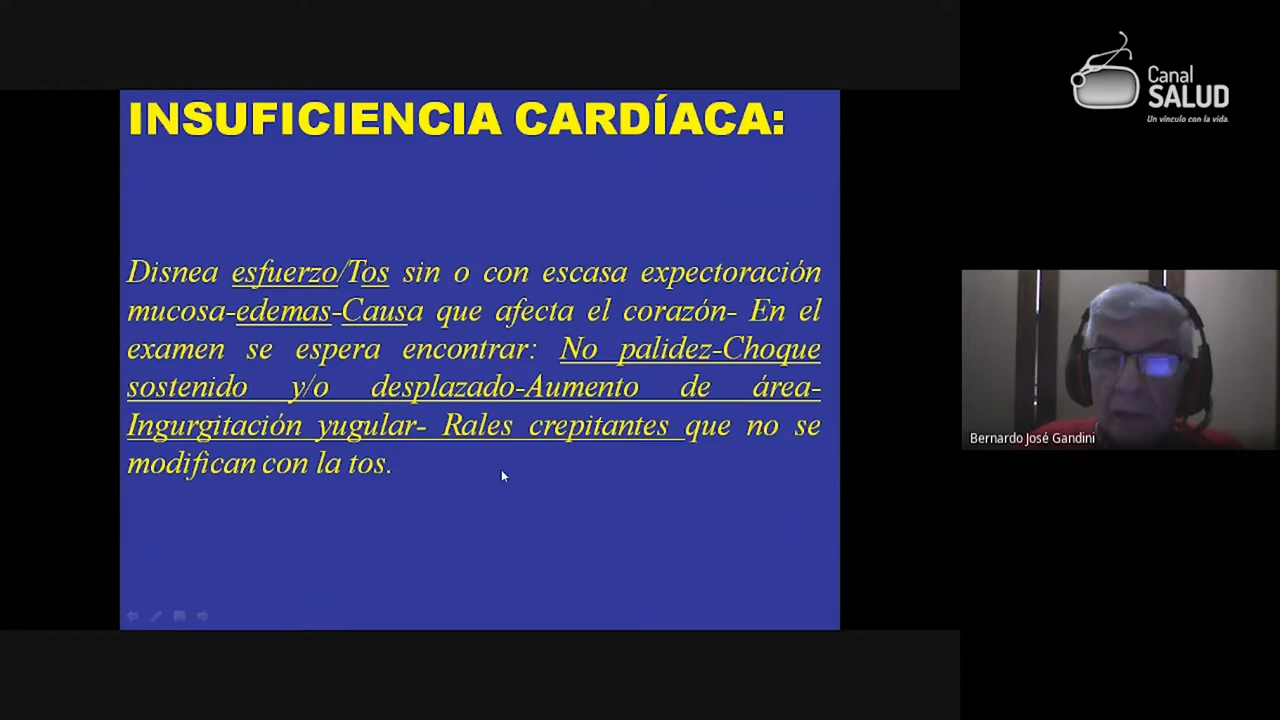 INSUFICIENCIA CARDÍACA:
Disnea esfuerzo/Tos sin o con escasa expectoración
mucosa-edemas-Causa que afecta el corazón- En el
examen se espera encontrar: No palidez-Choque
sostenido y/o desplazado-Aumento de área-
Ingurgitación yugular- Rales crepitantes que no se
modifican con la tos.
Canal
SALUD
Un vínculo con la vida.
Bernardo José Gandini